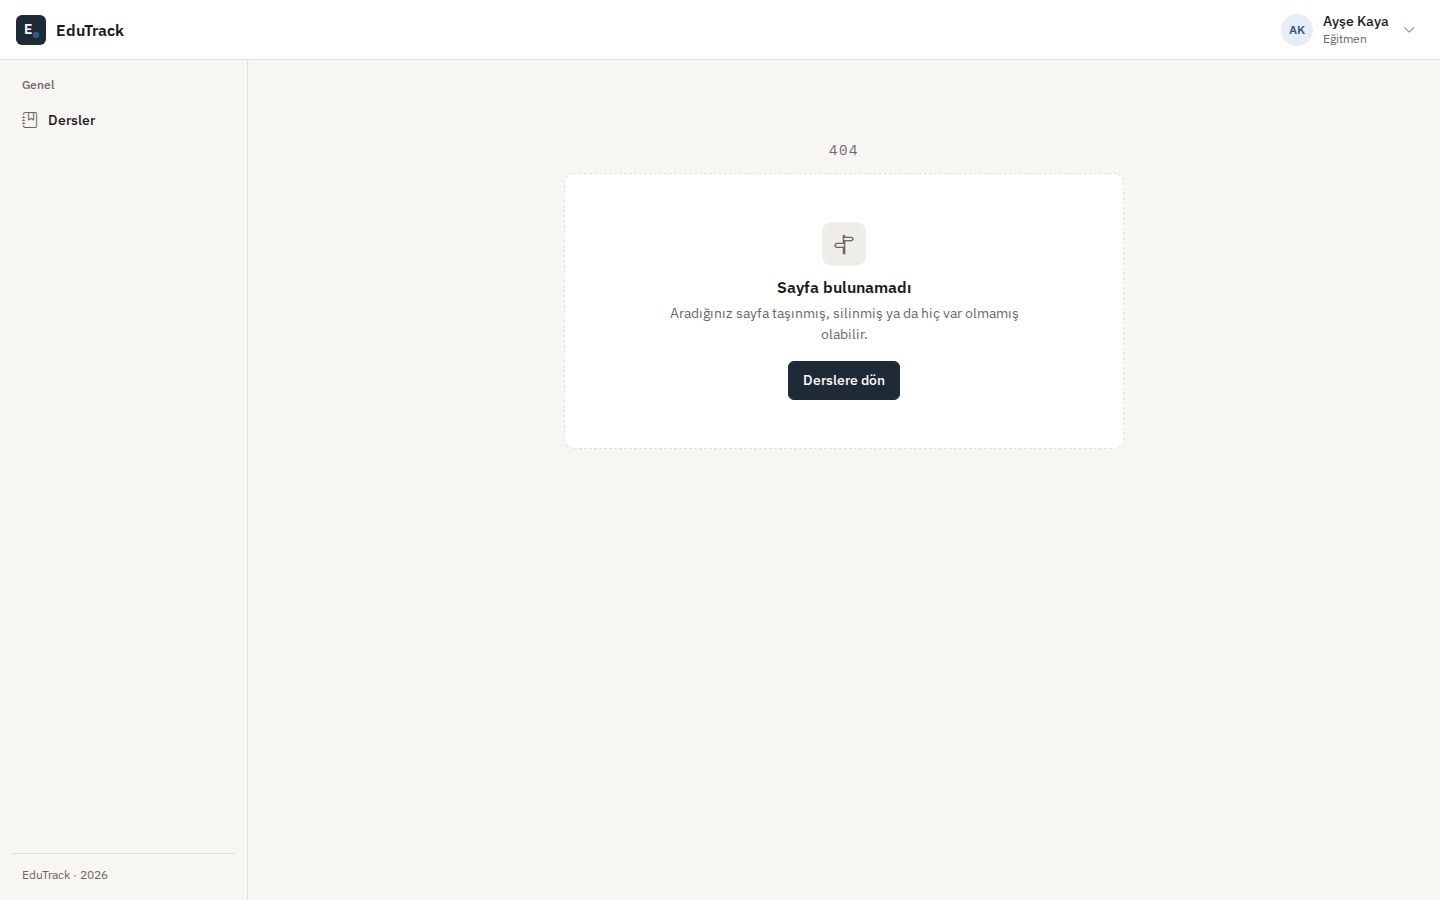 E.
EduTrack
AK
Ayşe Kaya
Eğitmen
Genel
Dersler
404
Sayfa bulunamadı
Aradığınız sayfa taşınmış, silinmiş ya da hiç var olmamış
olabilir.
Derslere dön
EduTrack · 2026